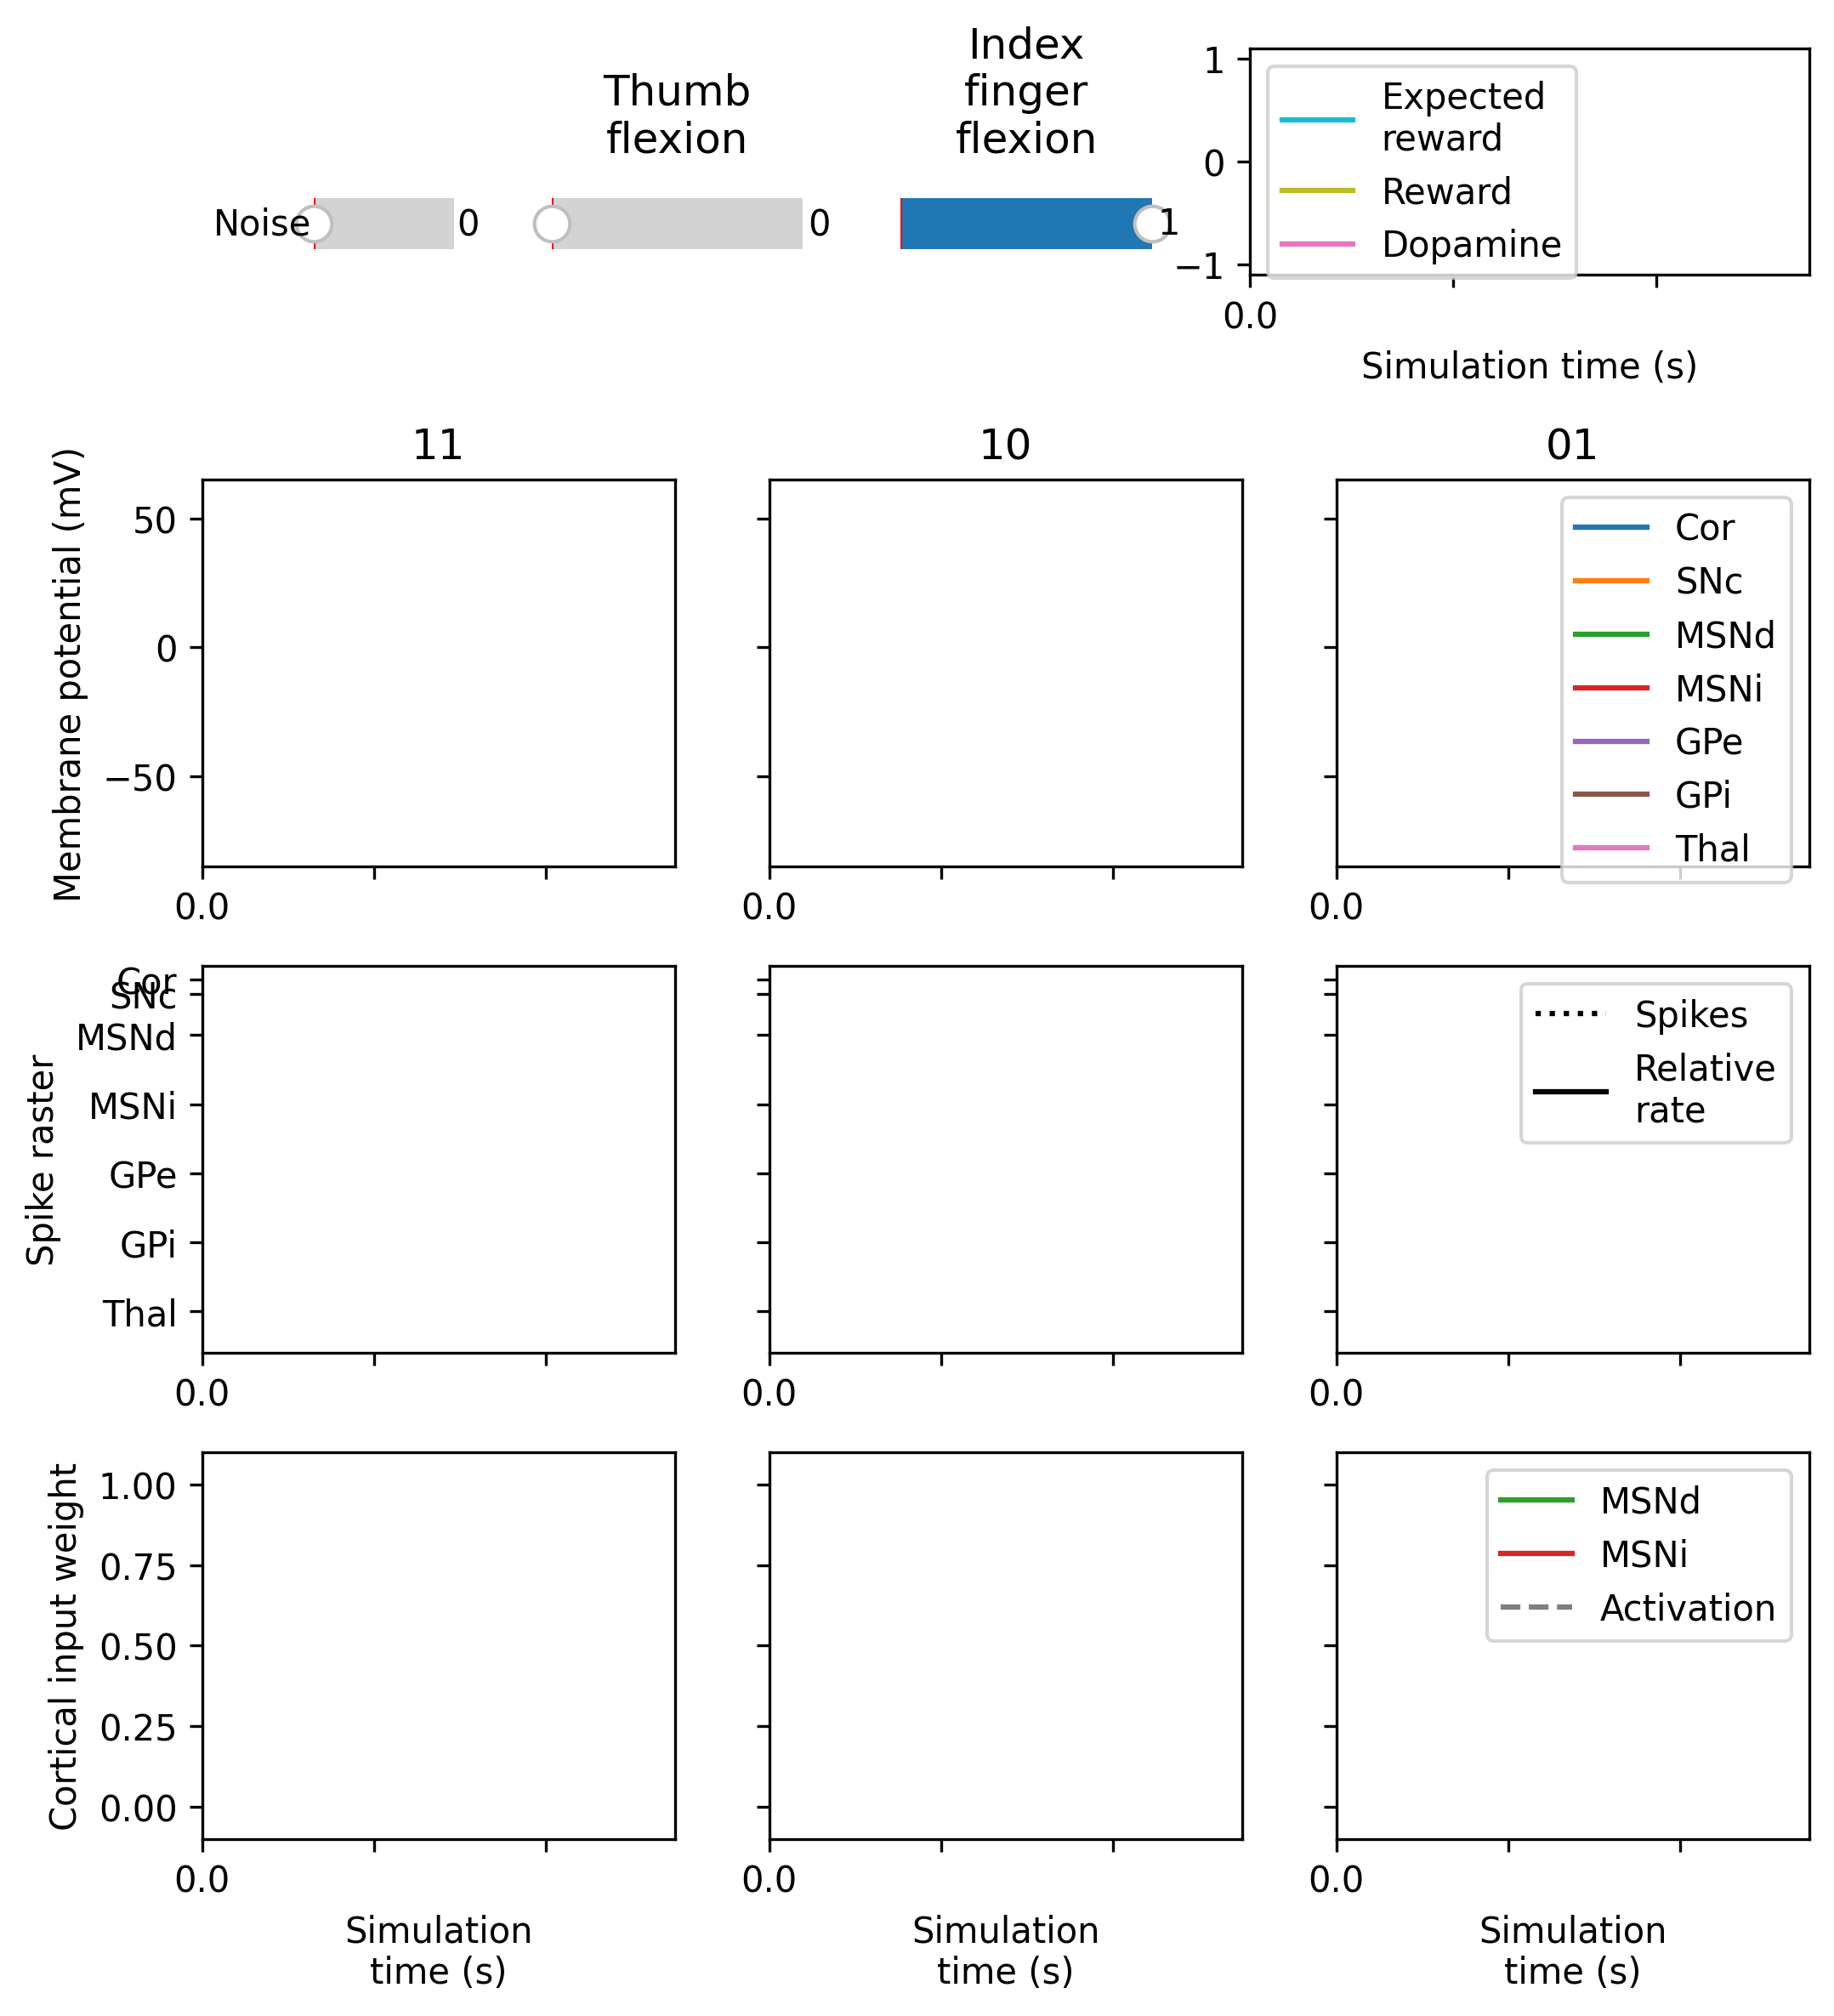 Thumb
flexion
Index
finger
flexion
Noise
0
0
1
1
0
−1
Expected
reward
Reward
Dopamine
0.0
Simulation time (s)
11
10
01
Membrane potential (mV)
50
0
−50
Cor
SNc
MSNd
MSNi
GPe
GPi
Thal
0.0
0.0
0.0
Spike raster
Cor
SNc
MSNd
MSNi
GPe
GPi
Thal
Spikes
Relative
rate
0.0
0.0
0.0
Cortical input weight
1.00
0.75
0.50
0.25
0.00
MSNd
MSNi
Activation
0.0
0.0
0.0
Simulation
time (s)
Simulation
time (s)
Simulation
time (s)